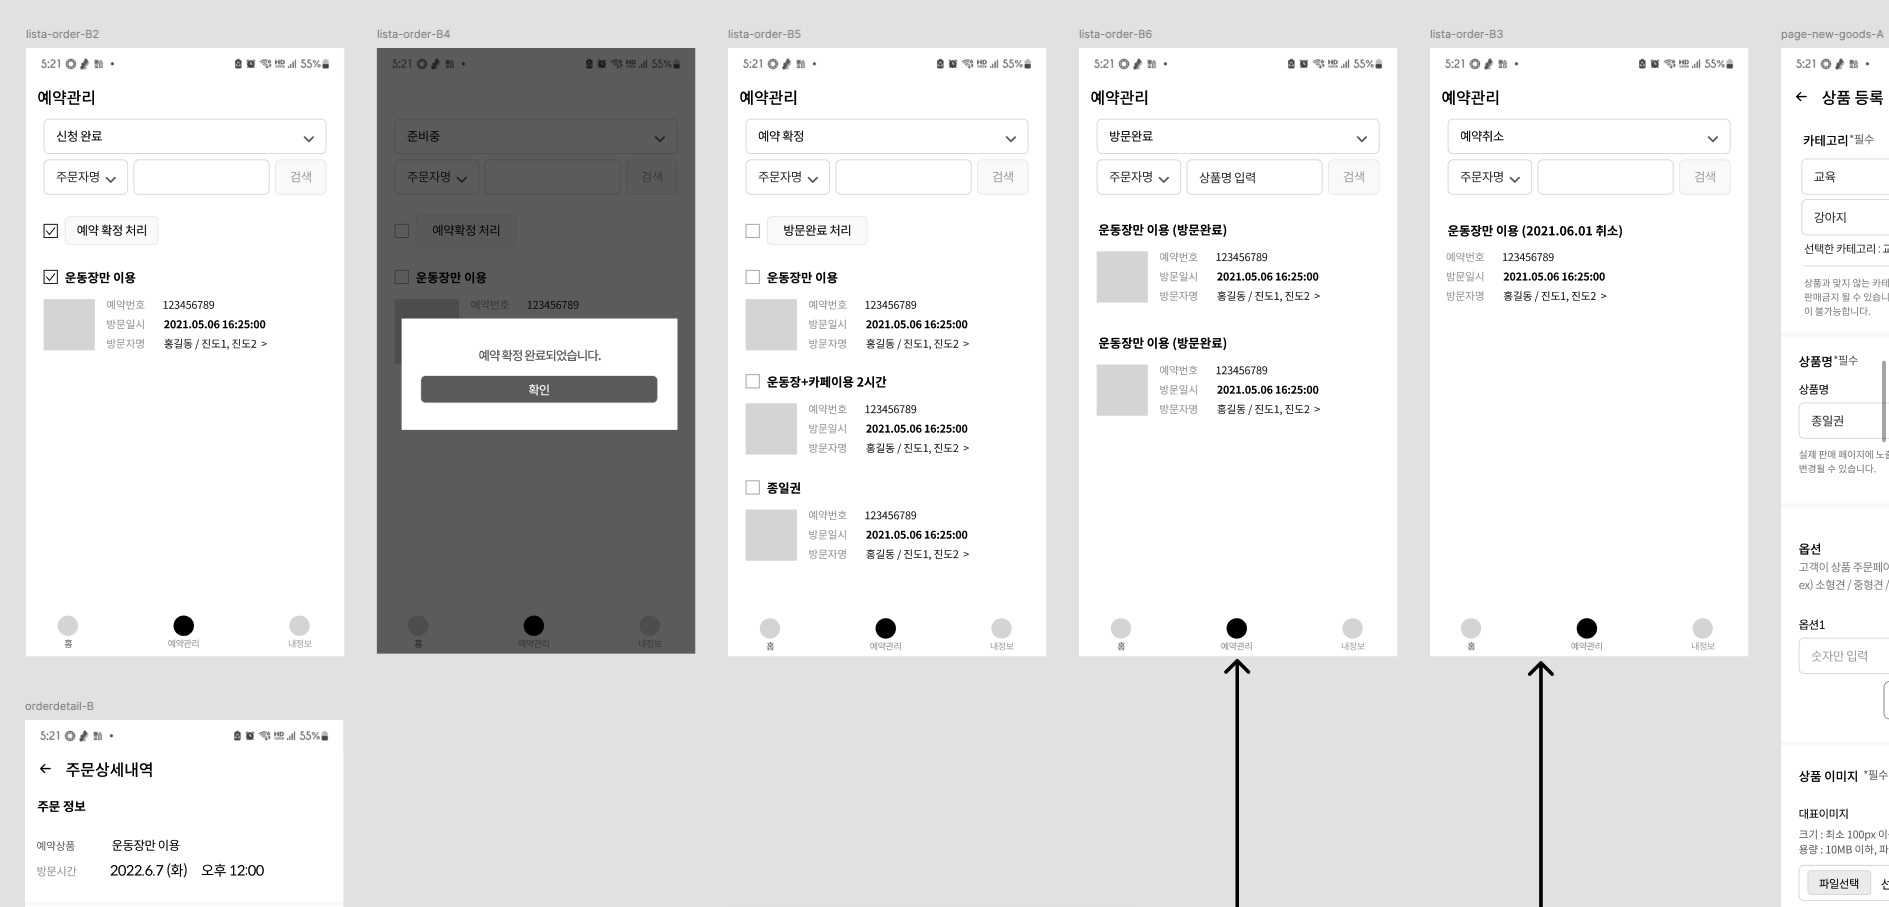 lista-order-B2
5:21
55%
예약관리
신청 완료
주문자명
검색
예약 확정 처리
운동장만 이용
예약번호 123456789
방문일시 2021.05.06 16:25:00
방문자명 홍길동 / 진도1, 진도2 >
홈 예약관리 내정보
lista-order-B4
5:21
55%
준비중
주문자명
검색
예약확정 처리
운동장만 이용
예약번호 123456789
예약 확정 완료되었습니다.
확인
홈 예약관리 내정보
lista-order-B5
5:21
55%
예약관리
예약 확정
주문자명
검색
방문완료 처리
운동장만 이용
예약번호 123456789
방문일시 2021.05.06 16:25:00
방문자명 홍길동 / 진도1, 진도2 >
운동장+카페이용 2시간
예약번호 123456789
방문일시 2021.05.06 16:25:00
방문자명 홍길동 / 진도1, 진도2 >
종일권
예약번호 123456789
방문일시 2021.05.06 16:25:00
방문자명 홍길동 / 진도1, 진도2 >
홈 예약관리 내정보
lista-order-B6
5:21
55%
예약관리
방문완료
주문자명
상품명 입력
검색
운동장만 이용 (방문완료)
예약번호 123456789
방문일시 2021.05.06 16:25:00
방문자명 홍길동 / 진도1, 진도2 >
운동장만 이용 (방문완료)
예약번호 123456789
방문일시 2021.05.06 16:25:00
방문자명 홍길동 / 진도1, 진도2 >
홈 예약관리 내정보
lista-order-B3
5:21
55%
예약관리
예약취소
주문자명
검색
운동장만 이용 (2021.06.01 취소)
예약번호 123456789
방문일시 2021.05.06 16:25:00
방문자명 홍길동 / 진도1, 진도2 >
홈 예약관리 내정보
page-new-goods-A
5:21
← 상품 등록
카테고리 *필수
교육
강아지
선택한 카테고리 : 교
상품과 맞지 않는 카테
판매금지 될 수 있습니
이 불가능합니다.
상품명 *필수
상품명
종일권
실제 판매 페이지에 노출
변경될 수 있습니다.
옵션
고객이 상품 주문페이
ex) 소형견 / 중형견 /
옵션1
숫자만 입력
상품 이미지 *필수
대표이미지
크기 : 최소 100px 이
용량 : 10MB 이하, 파
파일선택 선
orderdetail-B
5:21
55%
← 주문상세내역
주문 정보
예약상품 운동장만 이용
방문시간 2022.6.7 (화) 오후 12:00